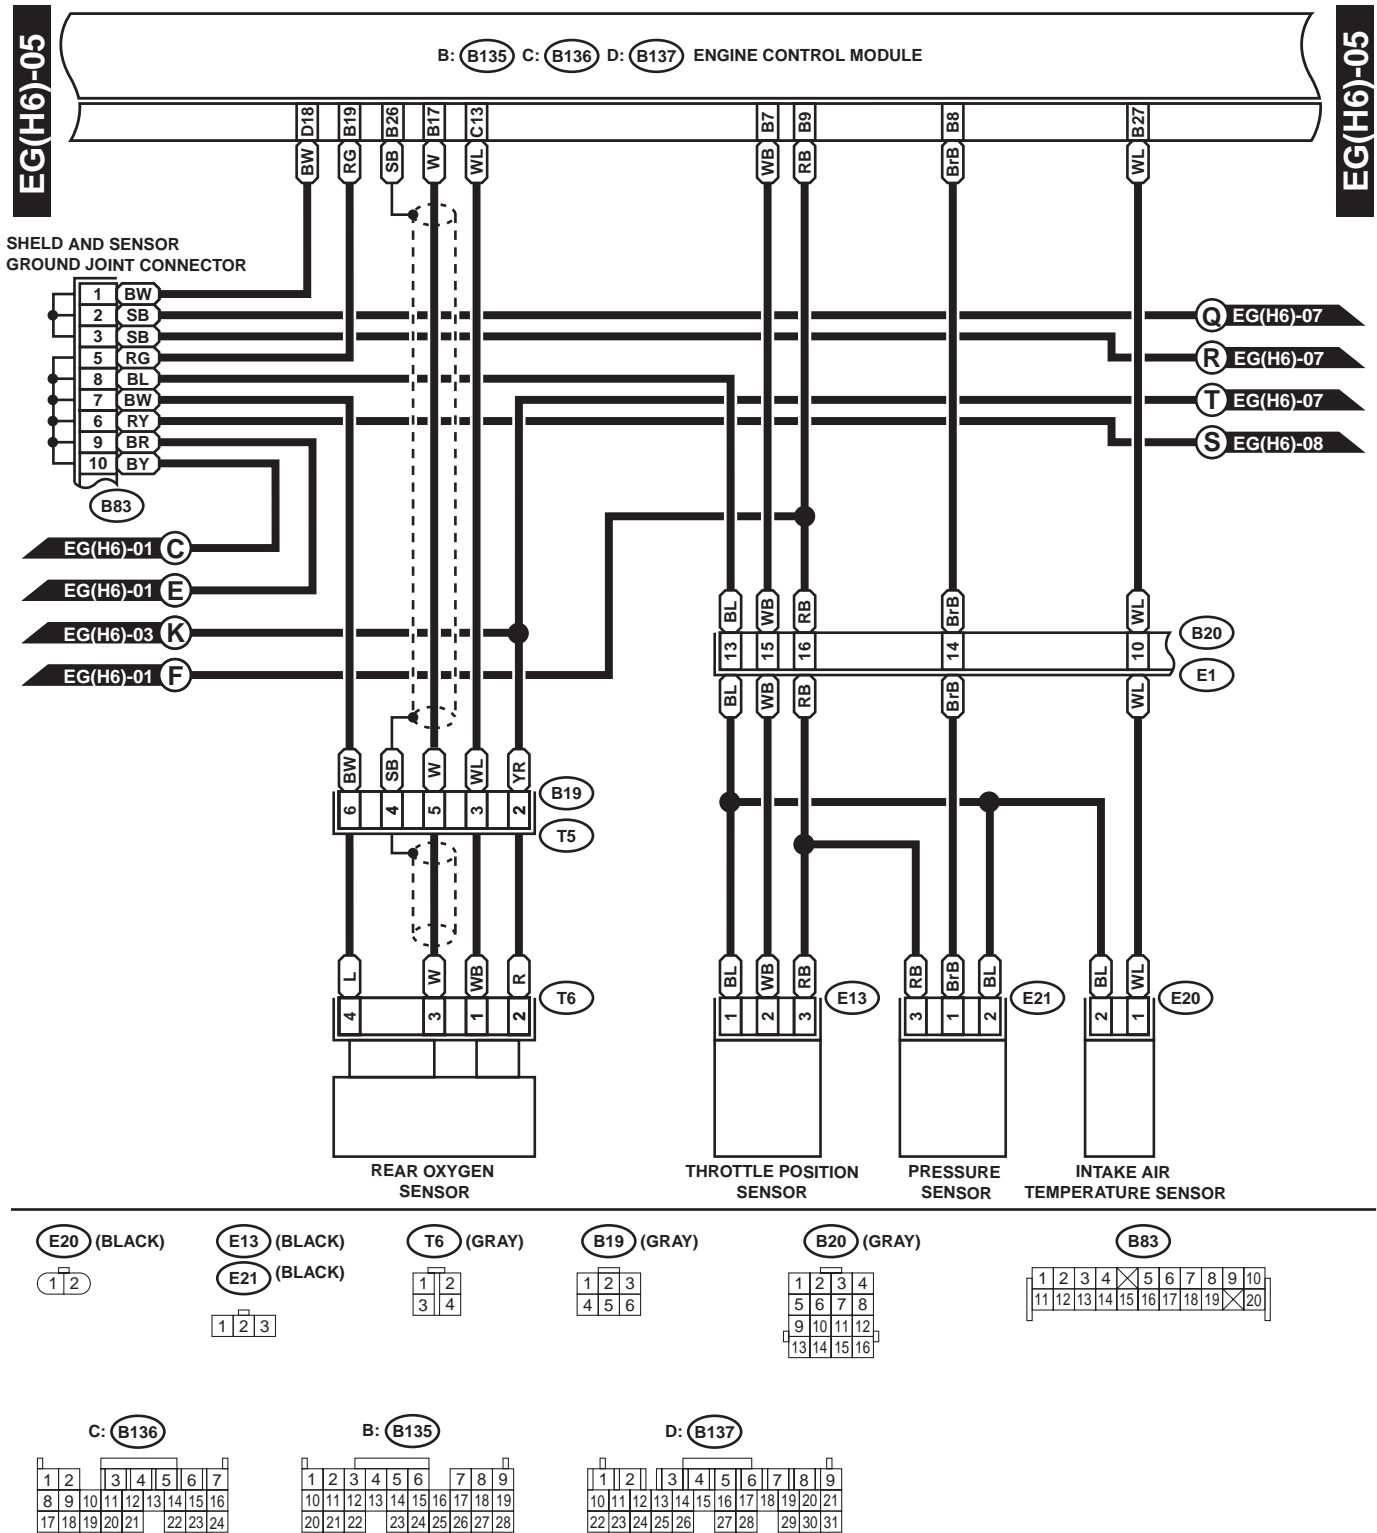 EG(H6)-05
EG(H6)-05
B: B135 C: B136 D: B137 ENGINE CONTROL MODULE
D18 B19 B26 B17 C13 B7 B9 B8 B27
BW RG SB W WL WB RB BrB WL
SHELD AND SENSOR
GROUND JOINT CONNECTOR
1 BW
2 SB
3 SB
5 RG
8 BL
7 BW
6 RY
9 BR
10 BY
B83
Q EG(H6)-07
R EG(H6)-07
T EG(H6)-07
S EG(H6)-08
EG(H6)-01 C
EG(H6)-01 E
EG(H6)-03 K
EG(H6)-01 F
BL WB RB BrB WL
13 15 16 14 10
B20
E1
BL WB RB BrB WL
BW SB W WL YR
6 4 5 3 2
B19
T5
L W WB R
4 3 1 2
T6
BL WB RB
1 2 3
E13
RB BrB BL
3 1 2
E21
BL WL
2 1
E20
REAR OXYGEN
SENSOR
THROTTLE POSITION
SENSOR
PRESSURE
SENSOR
INTAKE AIR
TEMPERATURE SENSOR
E20 (BLACK)
1 2
E13 (BLACK)
E21 (BLACK)
1 2 3
T6 (GRAY)
1 2
3 4
B19 (GRAY)
1 2 3
4 5 6
B20 (GRAY)
1 2 3 4
5 6 7 8
9 10 11 12
13 14 15 16
B83
1 2 3 4 5 6 7 8 9 10
11 12 13 14 15 16 17 18 19 20
C: B136
1 2 3 4 5 6 7
8 9 10 11 12 13 14 15 16
17 18 19 20 21 22 23 24
B: B135
1 2 3 4 5 6 7 8 9
10 11 12 13 14 15 16 17 18 19
20 21 22 23 24 25 26 27 28
D: B137
1 2 3 4 5 6 7 8 9
10 11 12 13 14 15 16 17 18 19 20 21
22 23 24 25 26 27 28 29 30 31